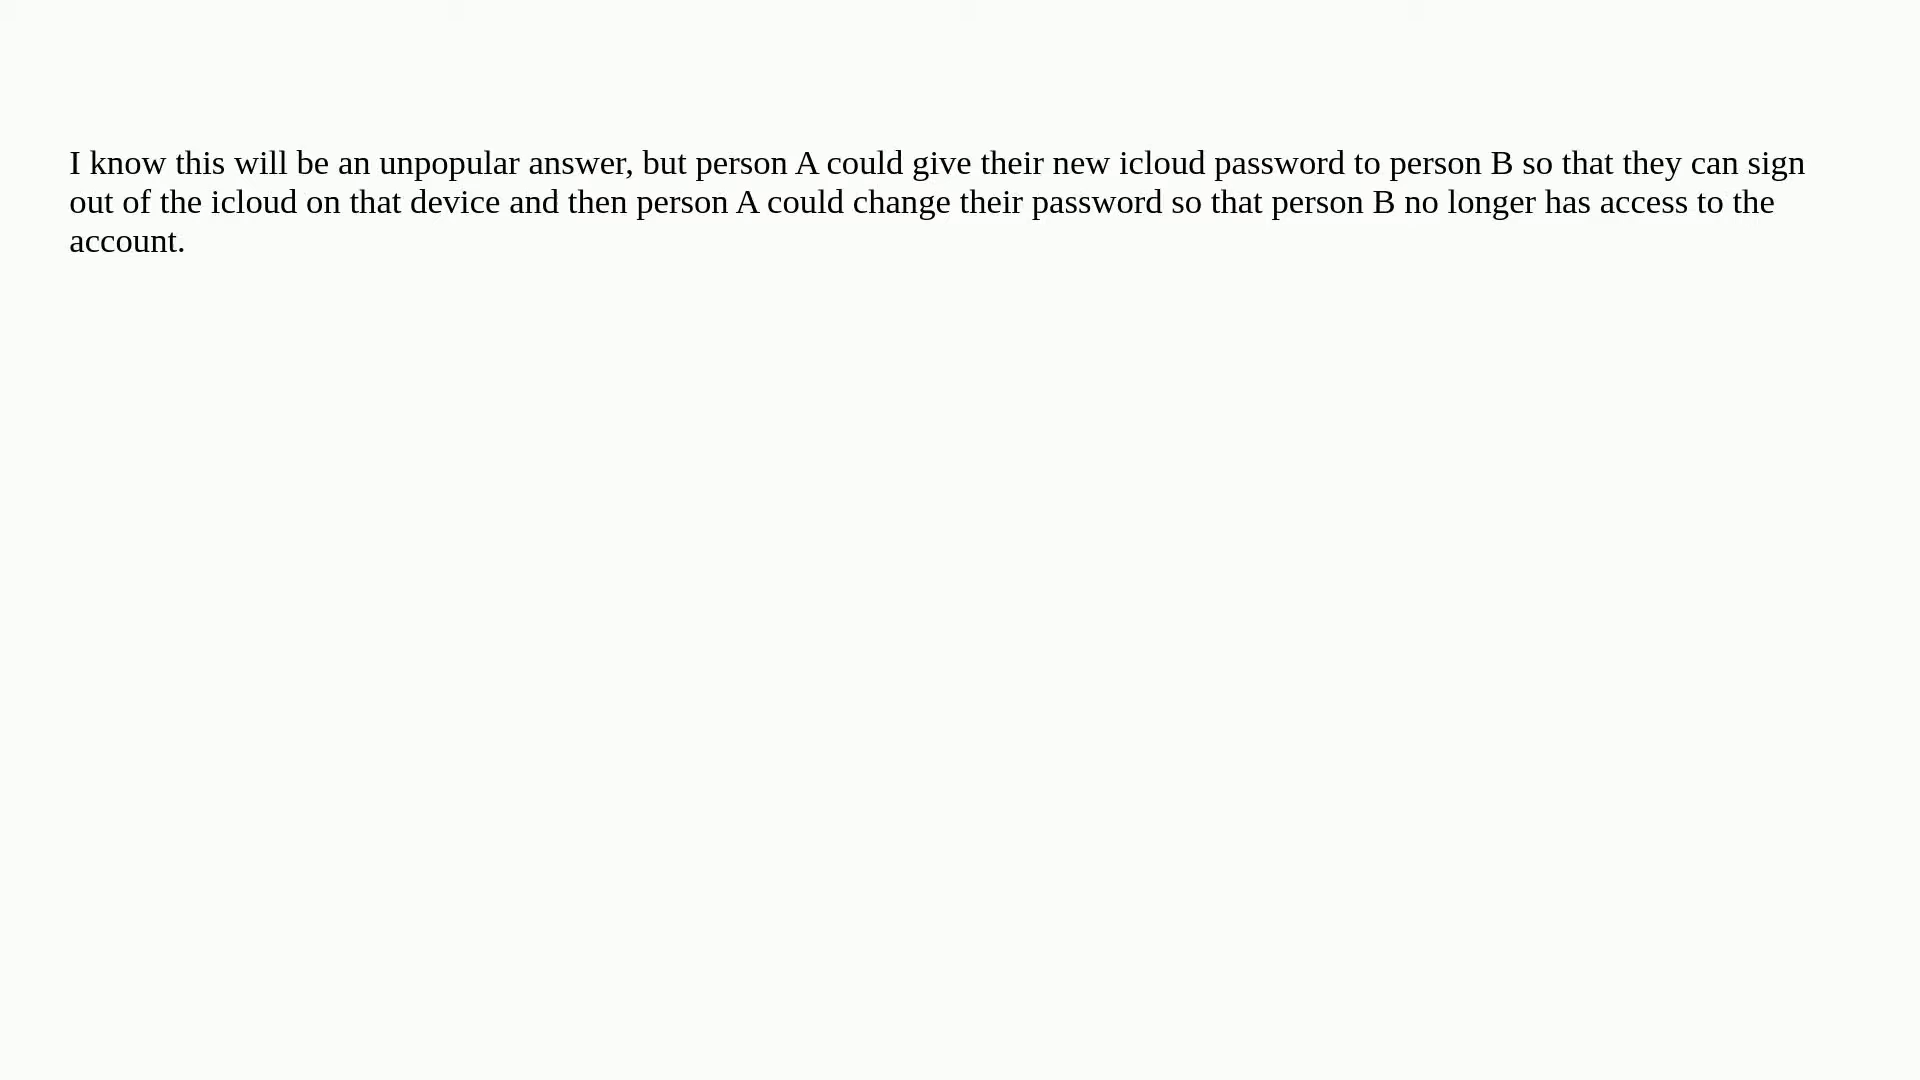 I know this will be an unpopular answer, but person A could give their new icloud password to person B so that they can sign
out of the icloud on that device and then person A could change their password so that person B no longer has access to the
account.